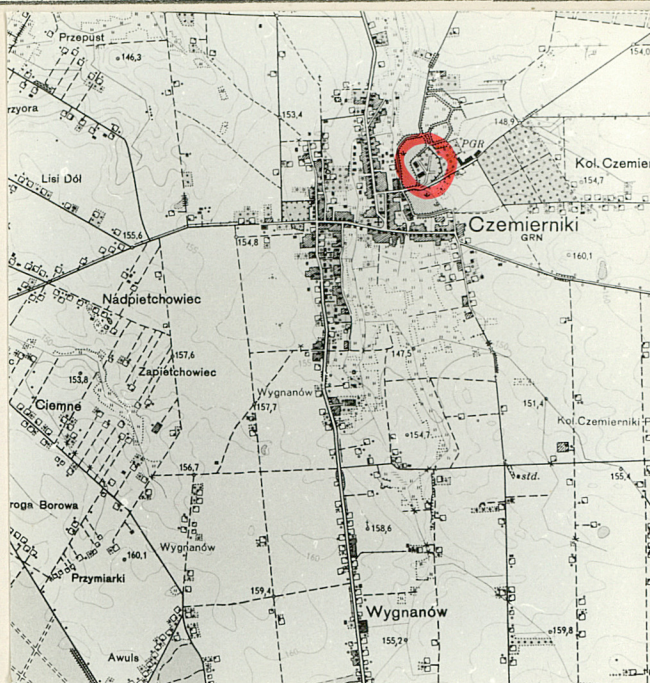 Przepust
146,3
154,0
rzyora
153,4
148,9
PGR
Lisi Dół
Kol. Czemier
154,7
Czemierniki
GRN
155,6
154,8
160,1
Nadpietchowiec
157,6
147,5
Zapietchowiec
153,8
Ciemne
Wygnanów
157,7
151,4
154,7
Kol. Czemierniki P
156,7
std.
155,4
roga Borowa
158,6
Wygnanów
160,1
160
Przymiarki
159,4
Wygnanów
159,8
155,2
Awuls